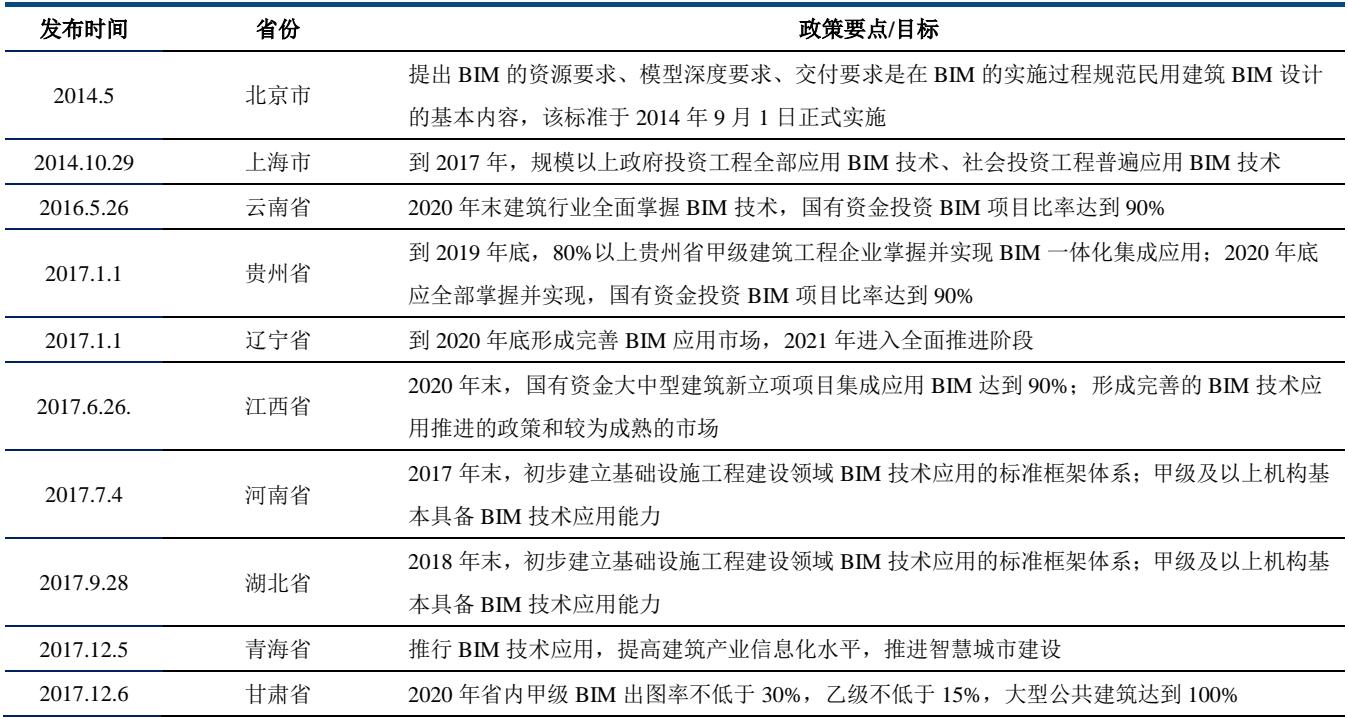 发布时间 省份 政策要点/目标
2014.5 北京市 提出 BIM 的资源要求、模型深度要求、交付要求是在 BIM 的实施过程规范民用建筑 BIM 设计
的基本内容，该标准于 2014 年 9 月 1 日正式实施
2014.10.29 上海市 到 2017 年，规模以上政府投资工程全部应用 BIM 技术、社会投资工程普遍应用 BIM 技术
2016.5.26 云南省 2020 年末建筑行业全面掌握 BIM 技术，国有资金投资 BIM 项目比率达到 90%
2017.1.1 贵州省 到 2019 年底，80%以上贵州省甲级建筑工程企业掌握并实现 BIM 一体化集成应用；2020 年底
应全部掌握并实现，国有资金投资 BIM 项目比率达到 90%
2017.1.1 辽宁省 到 2020 年底形成完善 BIM 应用市场，2021 年进入全面推进阶段
2017.6.26. 江西省 2020 年末，国有资金大中型建筑新立项项目集成应用 BIM 达到 90%；形成完善的 BIM 技术应
用推进的政策和较为成熟的市场
2017.7.4 河南省 2017 年末，初步建立基础设施工程建设领域 BIM 技术应用的标准框架体系；甲级及以上机构基
本具备 BIM 技术应用能力
2017.9.28 湖北省 2018 年末，初步建立基础设施工程建设领域 BIM 技术应用的标准框架体系；甲级及以上机构基
本具备 BIM 技术应用能力
2017.12.5 青海省 推行 BIM 技术应用，提高建筑产业信息化水平，推进智慧城市建设
2017.12.6 甘肃省 2020 年省内甲级 BIM 出图率不低于 30%，乙级不低于 15%，大型公共建筑达到 100%